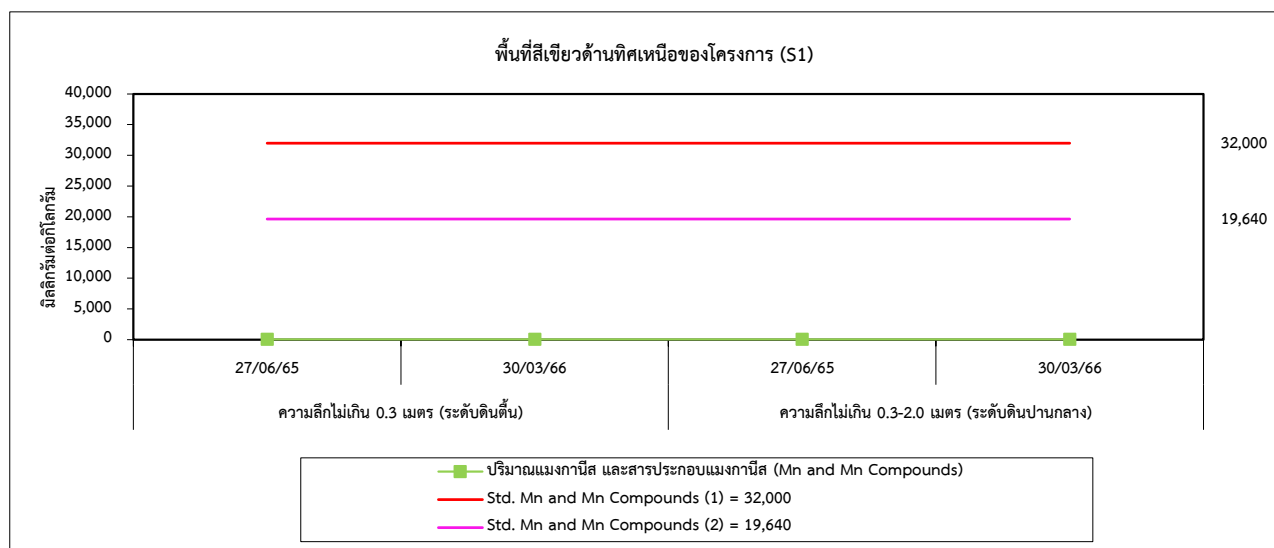 พื้นที่สีเขียวด้านทิศเหนือของโครงการ (S1)
มิลลิกรัมต่อกิโลกรัม
40,000
35,000
30,000
25,000
20,000
15,000
10,000
5,000
0
32,000
19,640
27/06/65 30/03/66 27/06/65 30/03/66
ความลึกไม่เกิน 0.3 เมตร (ระดับดินตื้น) ความลึกไม่เกิน 0.3-2.0 เมตร (ระดับดินปานกลาง)
ปริมาณแมงกานีส และสารประกอบแมงกานีส (Mn and Mn Compounds)
Std. Mn and Mn Compounds (1) = 32,000
Std. Mn and Mn Compounds (2) = 19,640